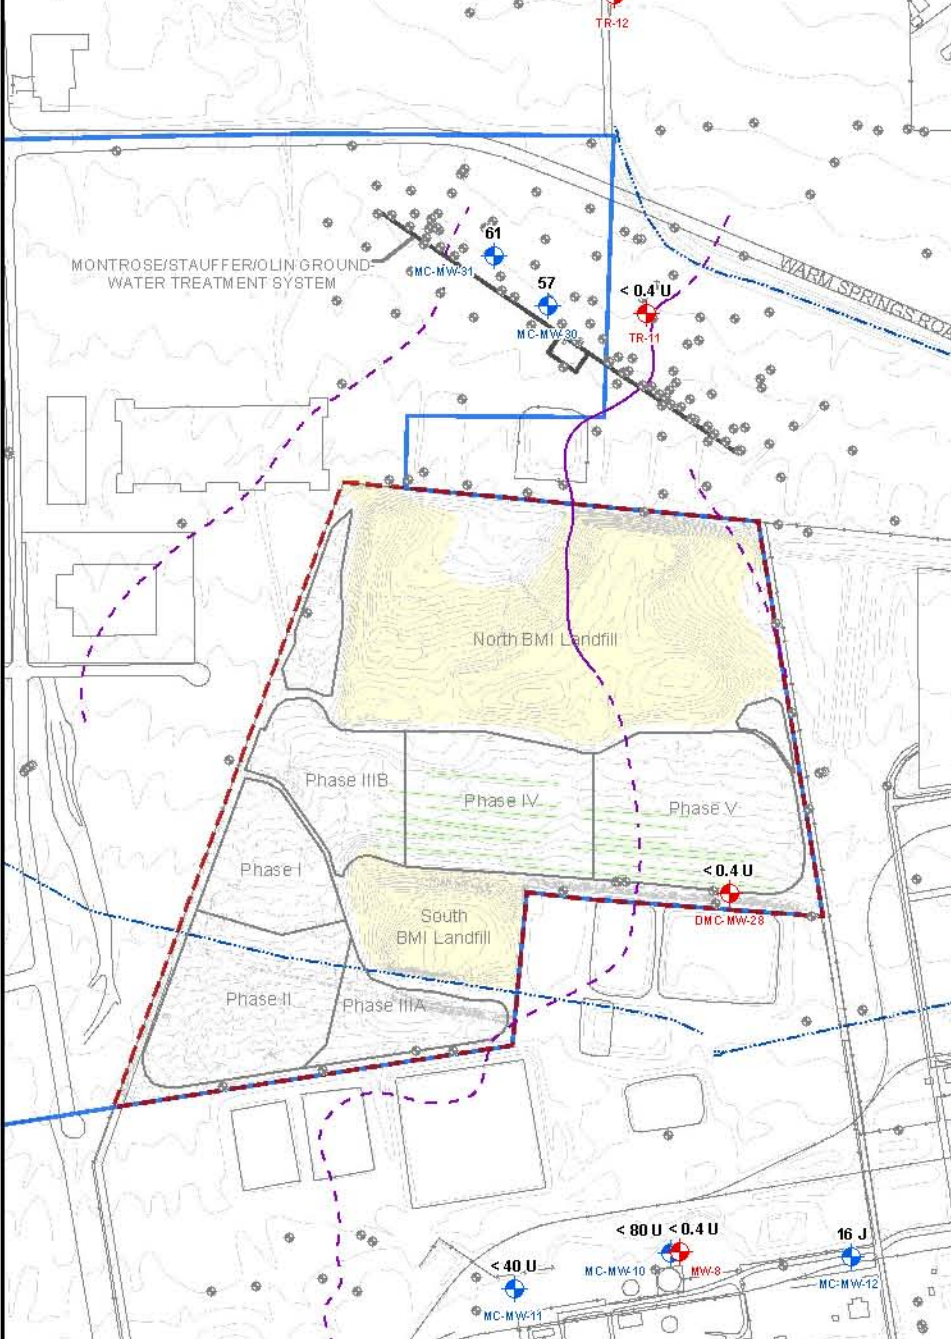 TR-12
61
MONTROSE/STAUFFER/OLIN GROUND-
WATER TREATMENT SYSTEM
MC-MW-31
57
< 0.4 U
WARM SPRINGS ROA
MC-MW-30
TR-11
North BMI Landfill
Phase IIIB
Phase IV
Phase V
Phase I
< 0.4 U
South
BMI Landfill
DMC-MW-28
Phase II
Phase IIIA
< 80 U
< 0.4 U
16 J
< 40 U
MC-MW-10
MW-8
MC-MW-12
MC-MW-11